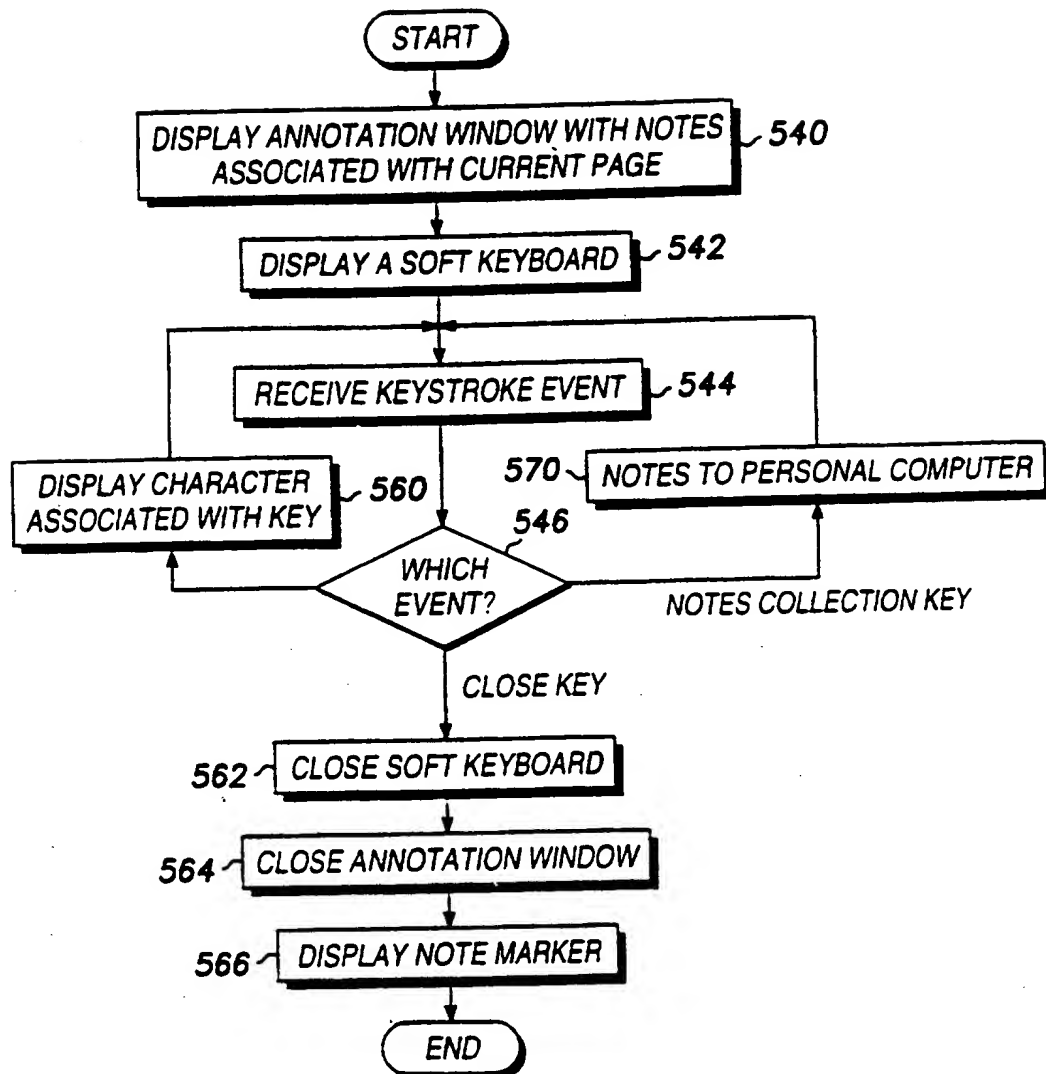 START
DISPLAY ANNOTATION WINDOW WITH NOTES
ASSOCIATED WITH CURRENT PAGE
540
DISPLAY A SOFT KEYBOARD
542
RECEIVE KEYSTROKE EVENT
544
DISPLAY CHARACTER
ASSOCIATED WITH KEY
560
570
NOTES TO PERSONAL COMPUTER
546
WHICH
EVENT?
NOTES COLLECTION KEY
CLOSE KEY
562
CLOSE SOFT KEYBOARD
564
CLOSE ANNOTATION WINDOW
566
DISPLAY NOTE MARKER
END